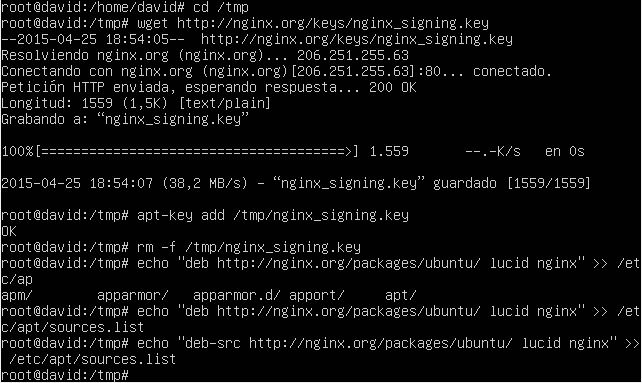 root@david:/home/david# cd /tmp
root@david:/tmp# wget http://nginx.org/keys/nginx_signing.key
--2015-04-25 18:54:05--  http://nginx.org/keys/nginx_signing.key
Resolviendo nginx.org (nginx.org)... 206.251.255.63
Conectando con nginx.org (nginx.org)[206.251.255.63]:80... conectado.
Petición HTTP enviada, esperando respuesta... 200 OK
Longitud: 1559 (1,5K) [text/plain]
Grabando a: “nginx_signing.key”
100%[=======================================>] 1.559       --.-K/s   en 0s
2015-04-25 18:54:07 (38,2 MB/s) - “nginx_signing.key” guardado [1559/1559]
root@david:/tmp# apt-key add /tmp/nginx_signing.key
OK
root@david:/tmp# rm -f /tmp/nginx_signing.key
root@david:/tmp# echo "deb http://nginx.org/packages/ubuntu/ lucid nginx" >> /et
c/ap
apm/        apparmor/   apparmor.d/ apport/     apt/
root@david:/tmp# echo "deb http://nginx.org/packages/ubuntu/ lucid nginx" >> /et
c/apt/sources.list
root@david:/tmp# echo "deb-src http://nginx.org/packages/ubuntu/ lucid nginx" >>
 /etc/apt/sources.list
root@david:/tmp#